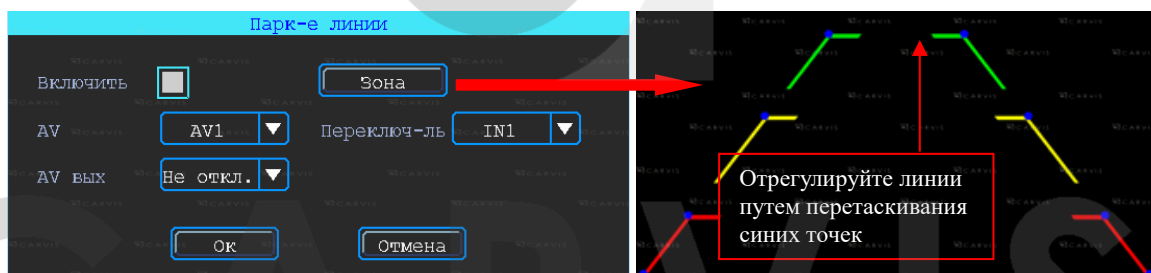 Парк-е линии
Включить Зона
AV AV1 Переключ-ль IN1
AV вых Не откл.
Ок Отмена
Отрегулируйте линии
путем перетаскивания
синих точек
CARVIS